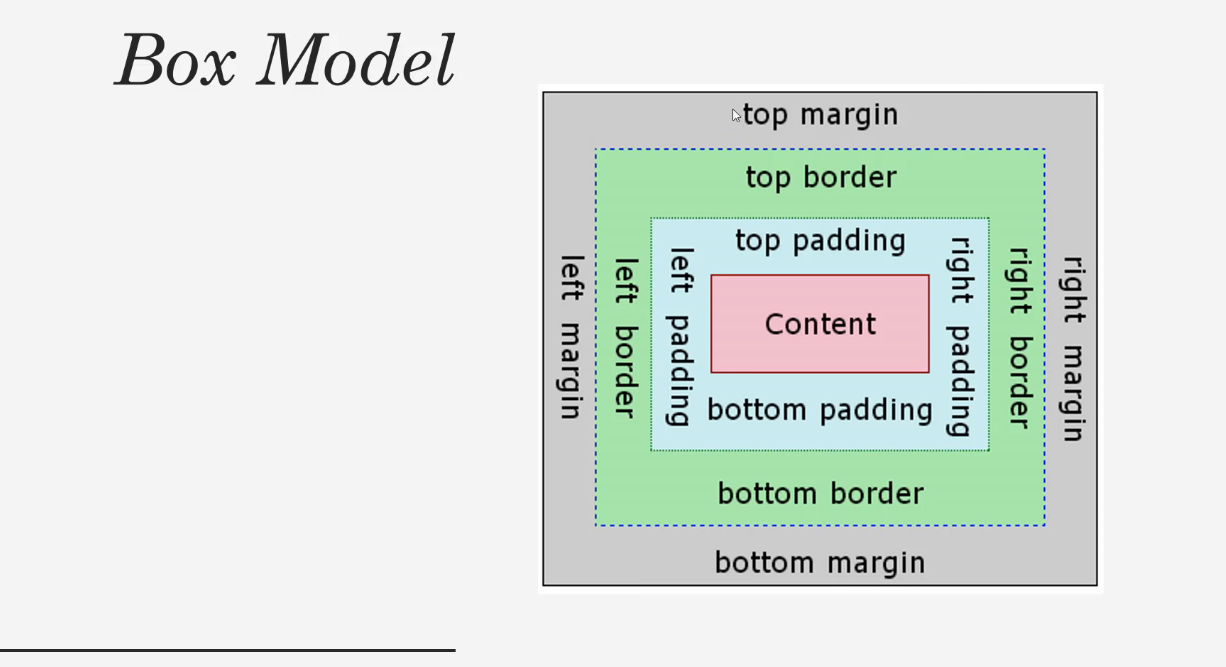 Box Model
top margin
top border
top padding
left margin
left border
left padding
Content
right padding
right border
right margin
bottom padding
bottom border
bottom margin